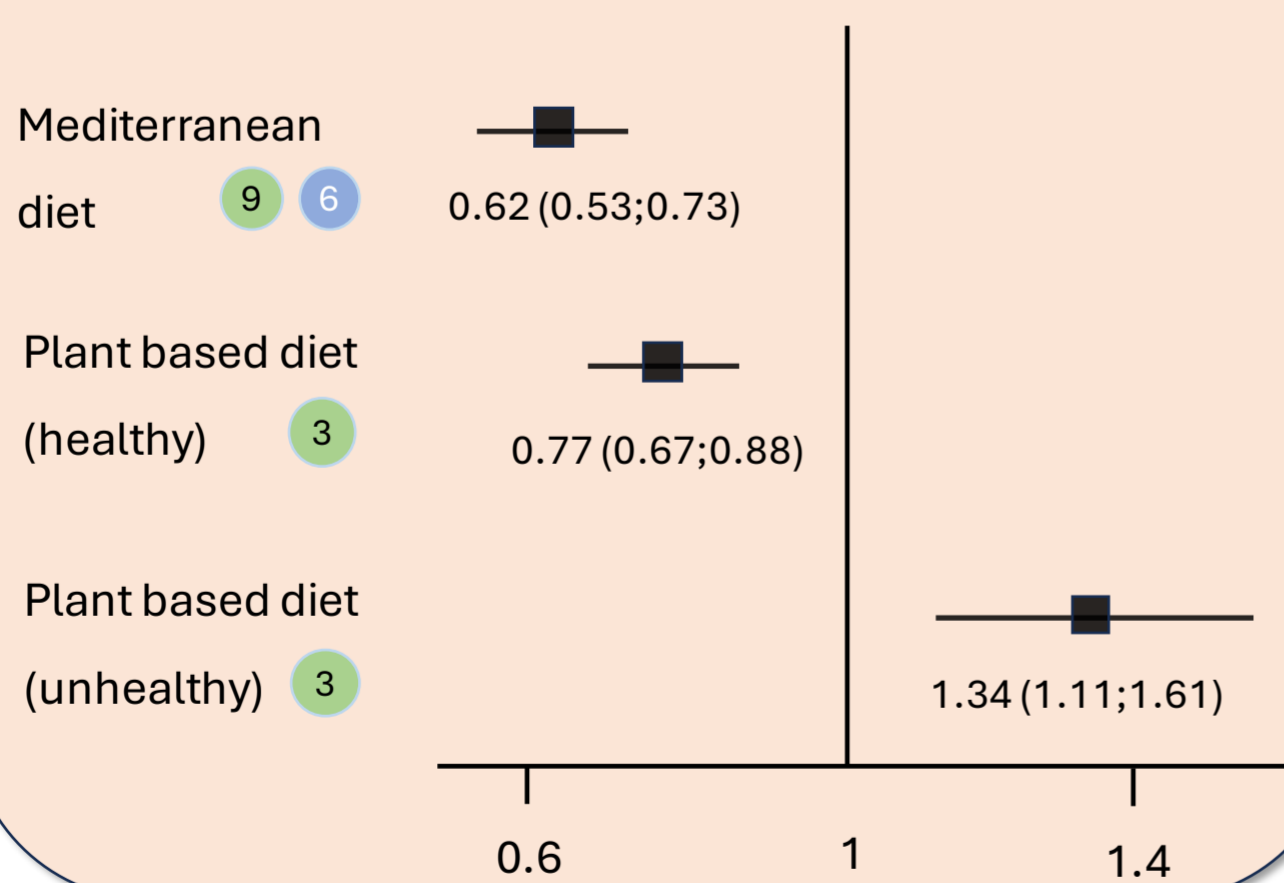 Mediterranean
diet 9 6
0.62 (0.53;0.73)
Plant based diet
(healthy) 3
0.77 (0.67;0.88)
Plant based diet
(unhealthy) 3
1.34 (1.11;1.61)
0.6 1 1.4